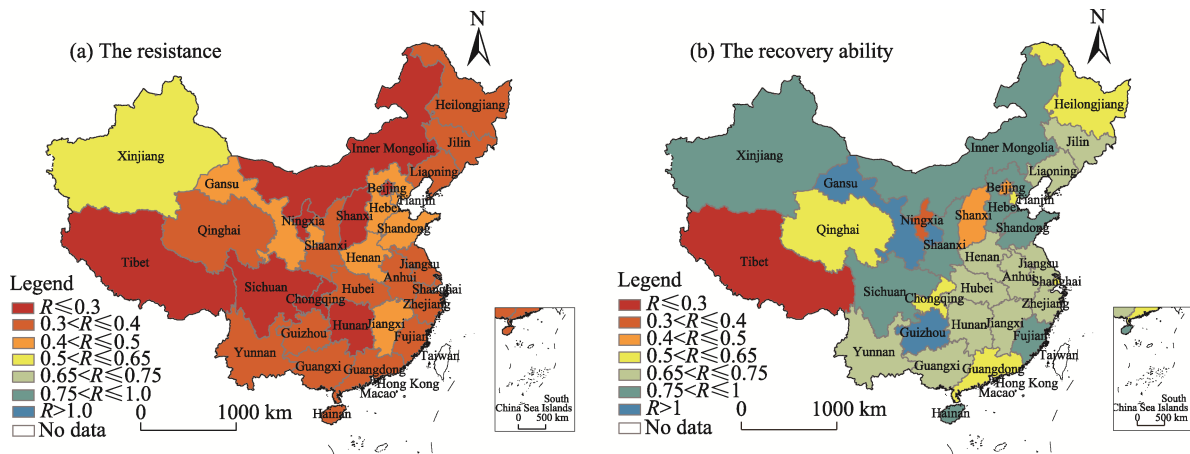 (a) The resistance
N
Heilongjiang
Jilin
Liaoning
Inner Mongolia
Xinjiang
Gansu
Beijing
Tianjin
Hebei
Ningxia
Shanxi
Shandong
Qinghai
Shaanxi
Henan
Tibet
Jiangsu
Anhui
Shanghai
Sichuan
Chongqing
Hubei
Zhejiang
Hunan
Jiangxi
Guizhou
Fujian
Yunnan
Taiwan
Guangxi
Guangdong
Hong Kong
Macao
Hainan
Legend
R≤0.3
0.3<R≤0.4
0.4<R≤0.5
0.5<R≤0.65
0.65<R≤0.75
0.75<R≤1.0
R>1.0
No data
0
1000 km
South
China Sea Islands
0 500 km
(b) The recovery ability
N
Heilongjiang
Jilin
Liaoning
Inner Mongolia
Xinjiang
Gansu
Beijing
Tianjin
Hebei
Ningxia
Shanxi
Shandong
Qinghai
Shaanxi
Henan
Tibet
Jiangsu
Anhui
Shanghai
Sichuan
Chongqing
Hubei
Zhejiang
Hunan
Jiangxi
Guizhou
Fujian
Yunnan
Taiwan
Guangxi
Guangdong
Hong Kong
Macao
Hainan
Legend
R≤0.3
0.3<R≤0.4
0.4<R≤0.5
0.5<R≤0.65
0.65<R≤0.75
0.75<R≤1
R>1
No data
0
1000 km
South
China Sea Islands
0 500 km